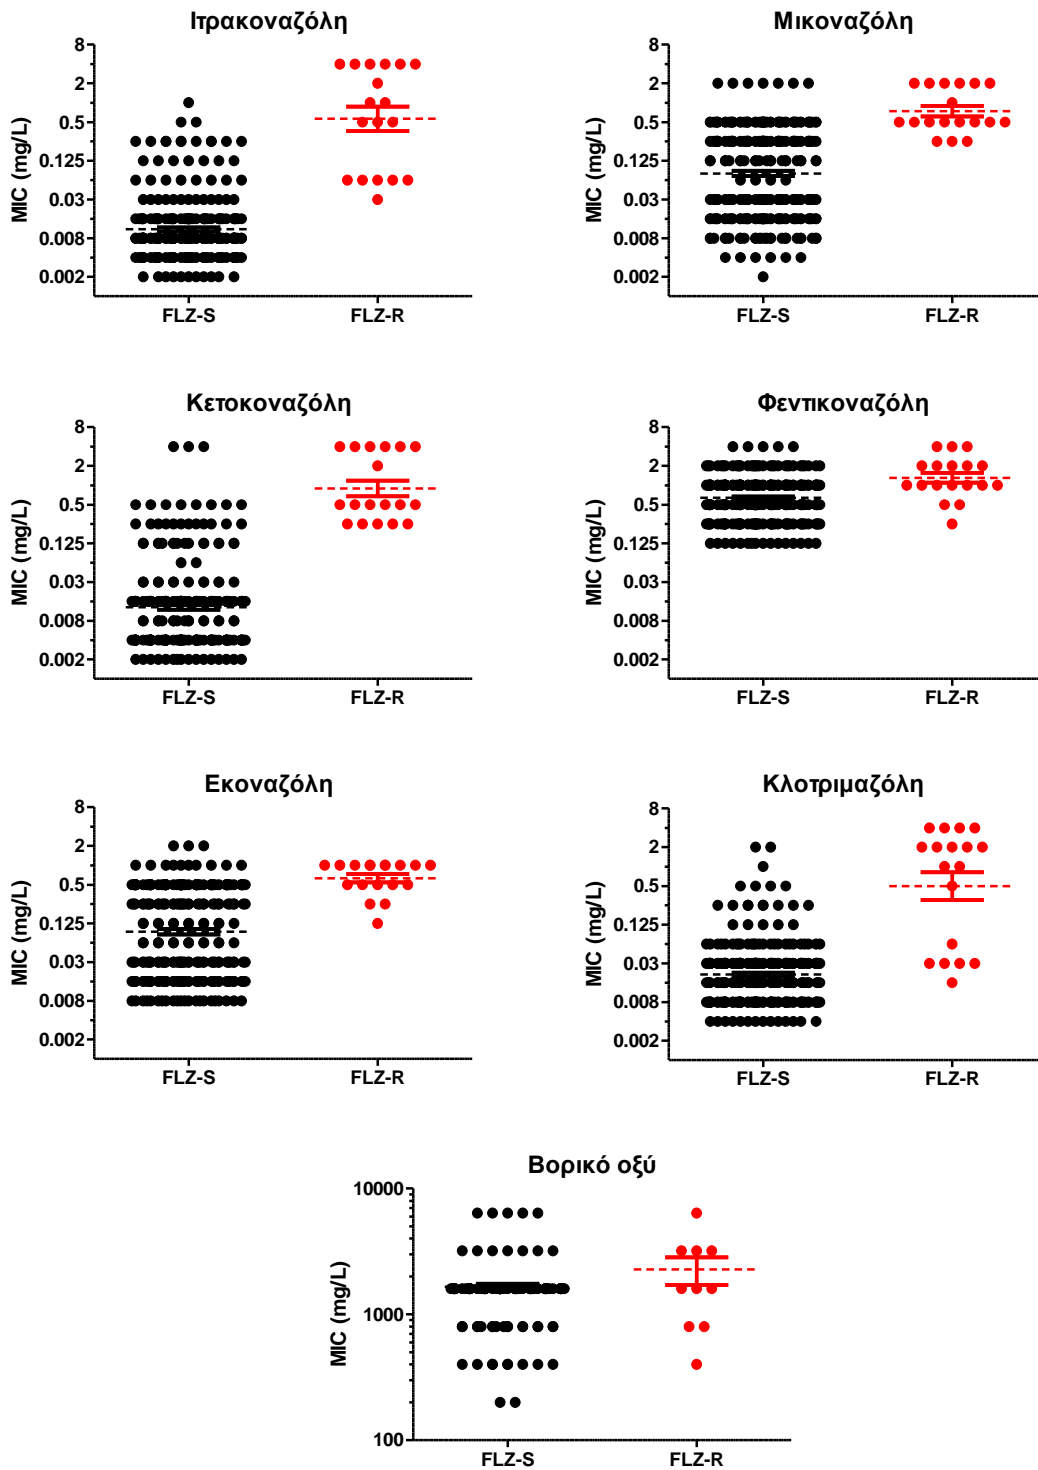 Ιτρακοναζόλη
8
2
0.5
0.125
0.03
0.008
0.002
MIC (mg/L)
FLZ-S FLZ-R
Μικοναζόλη
8
2
0.5
0.125
0.03
0.008
0.002
MIC (mg/L)
FLZ-S FLZ-R
Κετοκοναζόλη
8
2
0.5
0.125
0.03
0.008
0.002
MIC (mg/L)
FLZ-S FLZ-R
Φεντικοναζόλη
8
2
0.5
0.125
0.03
0.008
0.002
MIC (mg/L)
FLZ-S FLZ-R
Εκοναζόλη
8
2
0.5
0.125
0.03
0.008
0.002
MIC (mg/L)
FLZ-S FLZ-R
Κλοτριμαζόλη
8
2
0.5
0.125
0.03
0.008
0.002
MIC (mg/L)
FLZ-S FLZ-R
Βορικό οξύ
10000
1000
100
MIC (mg/L)
FLZ-S FLZ-R